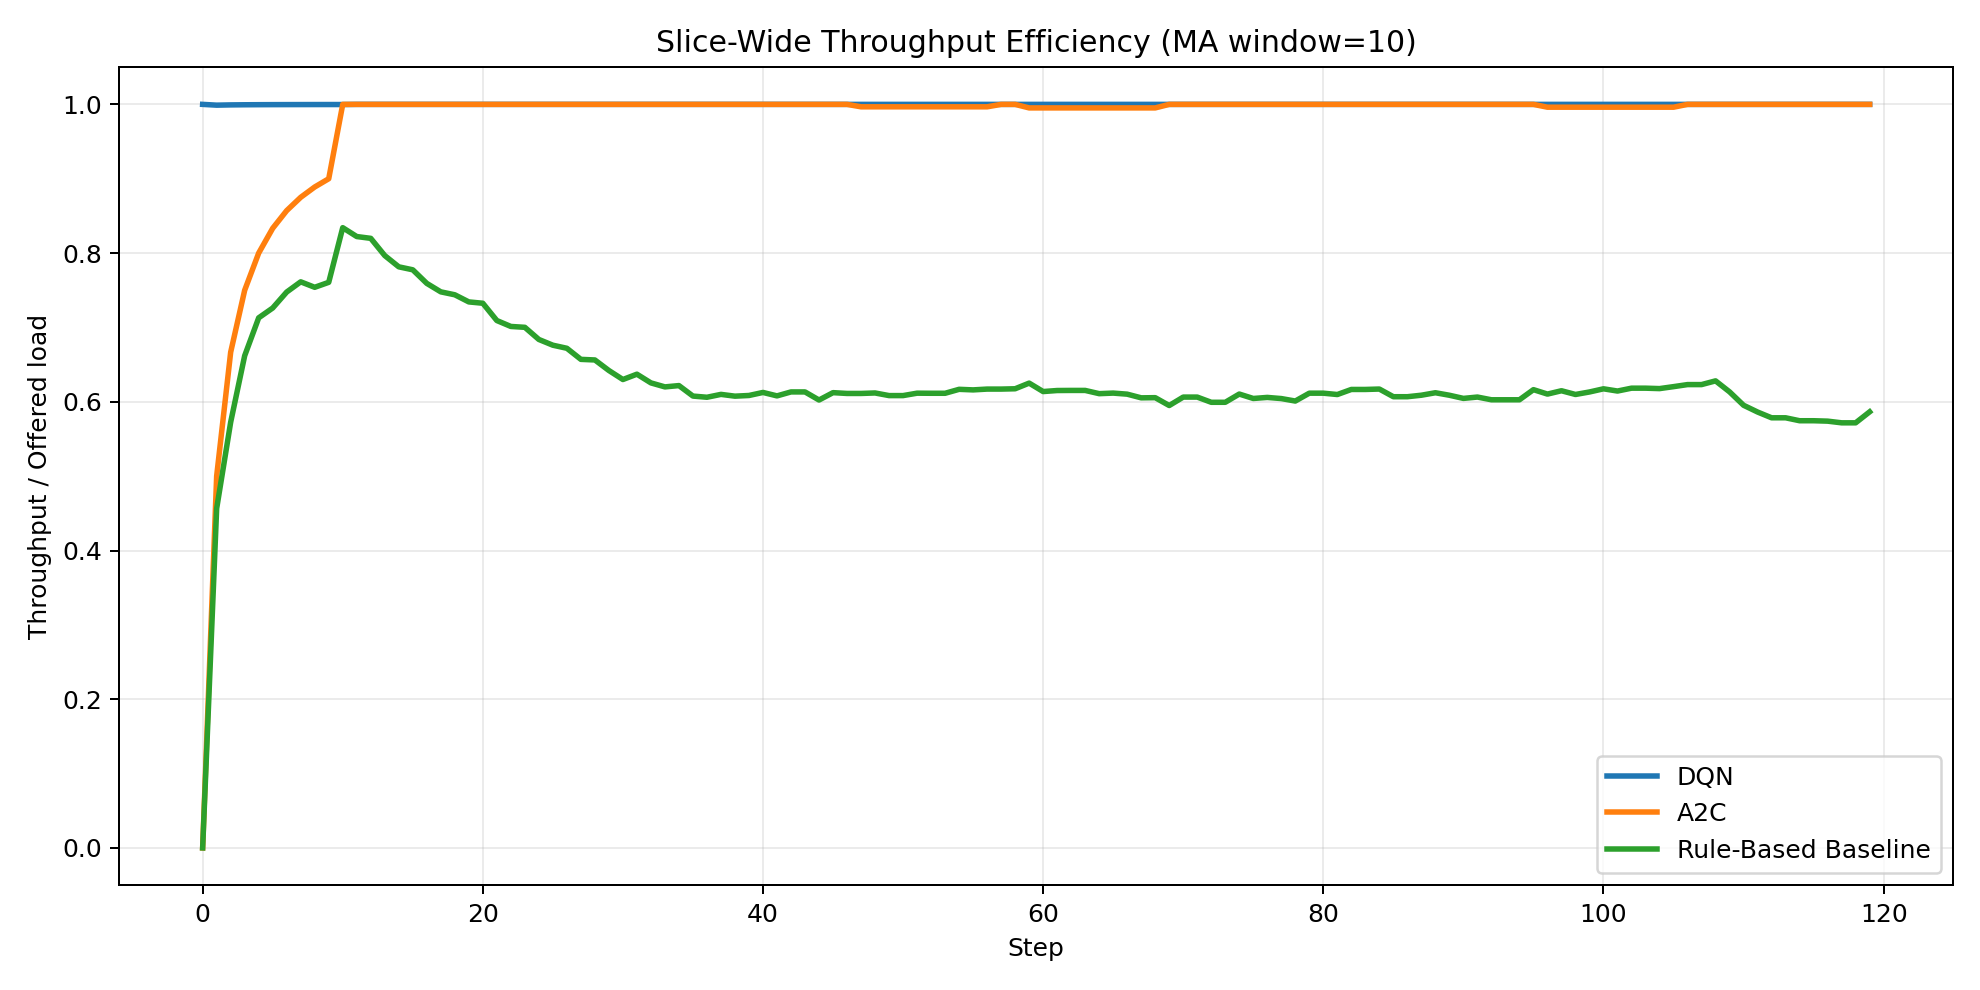 Slice-Wide Throughput Efficiency (MA window=10)
Throughput / Offered load
1.0
0.8
0.6
0.4
0.2
0.0
0 20 40 60 80 100 120
Step
DQN
A2C
Rule-Based Baseline